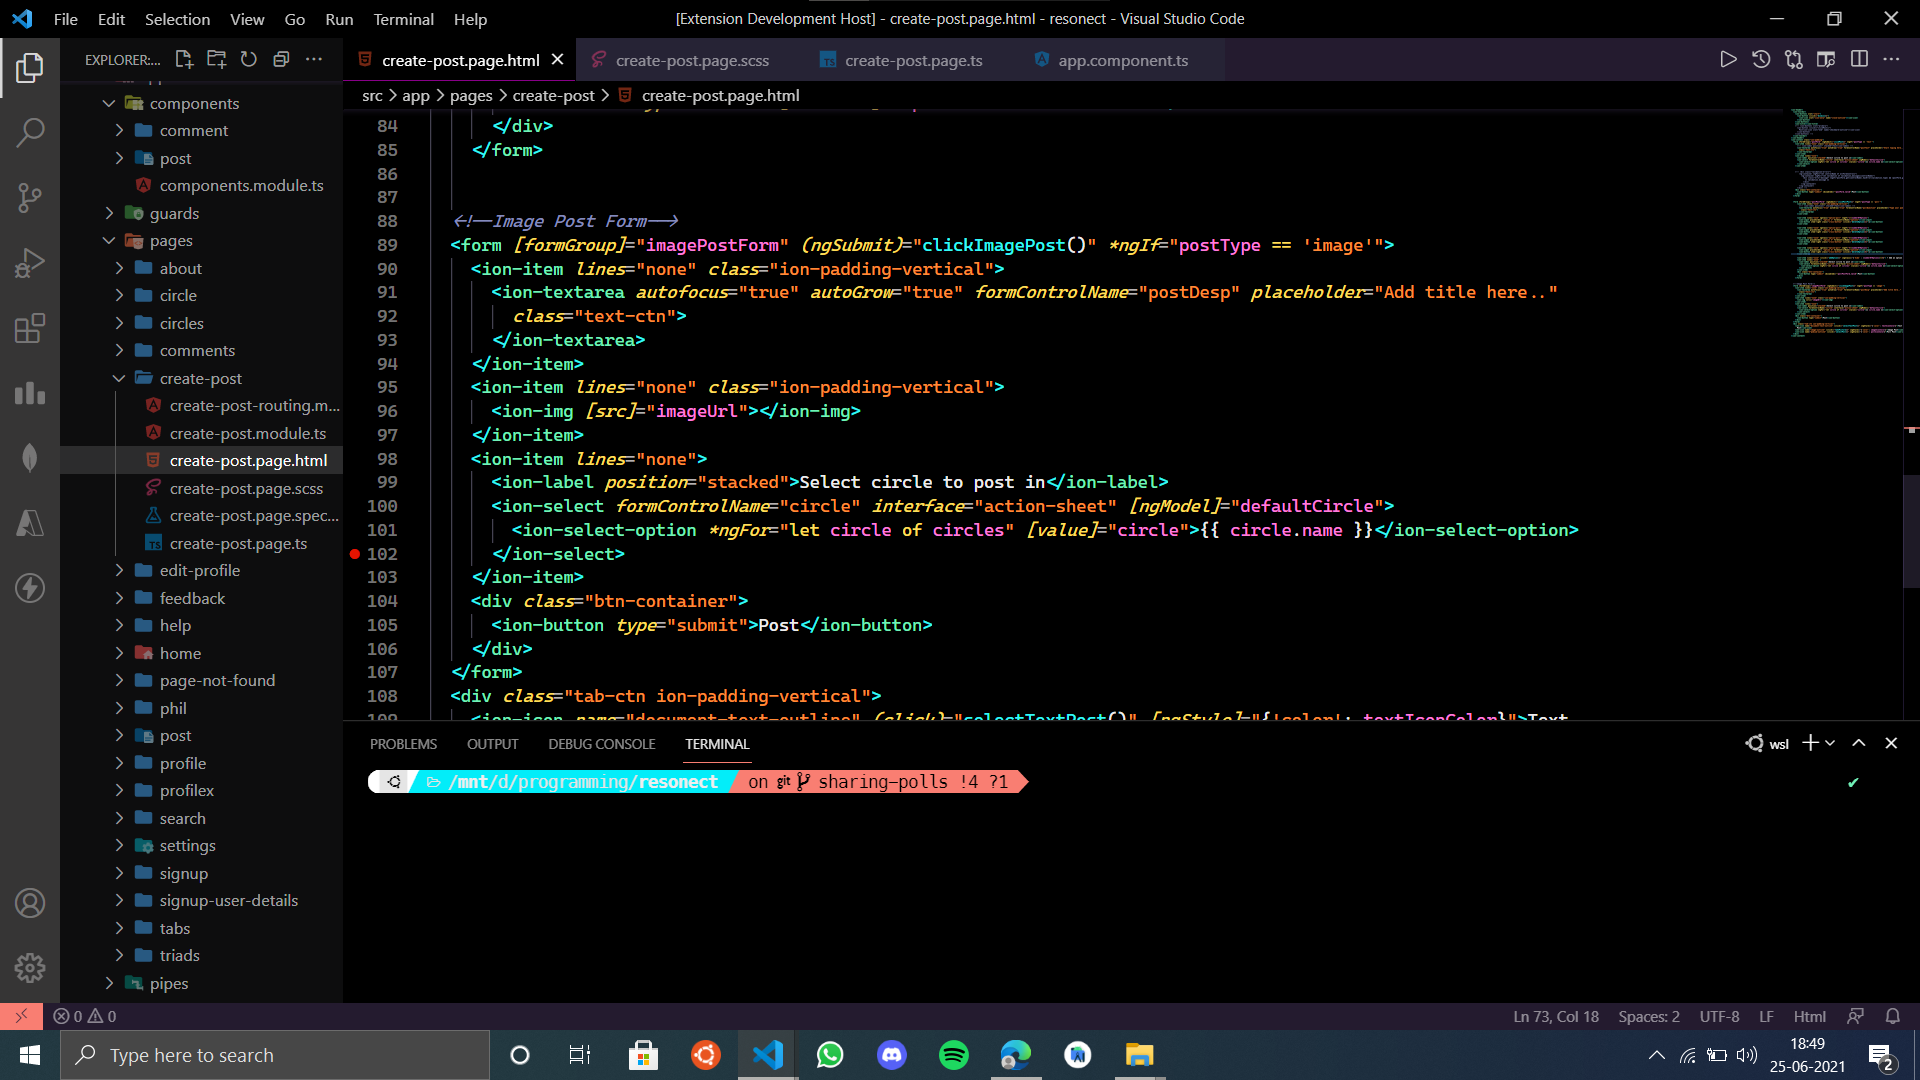 File Edit Selection View Go Run Terminal Help
[Extension Development Host] - create-post.page.html - resonect - Visual Studio Code
EXPLORER:...
create-post.page.html
create-post.page.scss
create-post.page.ts
app.component.ts
src > app > pages > create-post > create-post.page.html
components
comment
post
components.module.ts
guards
pages
about
circle
circles
comments
create-post
create-post-routing.m...
create-post.module.ts
create-post.page.html
create-post.page.scss
create-post.page.spec...
create-post.page.ts
edit-profile
feedback
help
home
page-not-found
phil
post
profile
profilex
search
settings
signup
signup-user-details
tabs
triads
pipes
84 </div>
85 </form>
86
87
88 <!--Image Post Form-->
89 <form [formGroup]="imagePostForm" (ngSubmit)="clickImagePost()" *ngIf="postType == 'image'">
90 <ion-item lines="none" class="ion-padding-vertical">
91 <ion-textarea autofocus="true" autoGrow="true" formControlName="postDesp" placeholder="Add title here.."
92 class="text-ctn">
93 </ion-textarea>
94 </ion-item>
95 <ion-item lines="none" class="ion-padding-vertical">
96 <ion-img [src]="imageUrl"></ion-img>
97 </ion-item>
98 <ion-item lines="none">
99 <ion-label position="stacked">Select circle to post in</ion-label>
100 <ion-select formControlName="circle" interface="action-sheet" [ngModel]="defaultCircle">
101 <ion-select-option *ngFor="let circle of circles" [value]="circle">{{ circle.name }}</ion-select-option>
102 </ion-select>
103 </ion-item>
104 <div class="btn-container">
105 <ion-button type="submit">Post</ion-button>
106 </div>
107 </form>
108 <div class="tab-ctn ion-padding-vertical">
109 <ion-icon name="document-text-outline" (click)="selectTextPost()" [ngStyle]="{'color': textIconColor}">Text
PROBLEMS OUTPUT DEBUG CONSOLE TERMINAL
wsl
/mnt/d/programming/resonect on git sharing-polls !4 ?1
0 0
Ln 73, Col 18 Spaces: 2 UTF-8 LF Html
Type here to search
18:49
25-06-2021
2